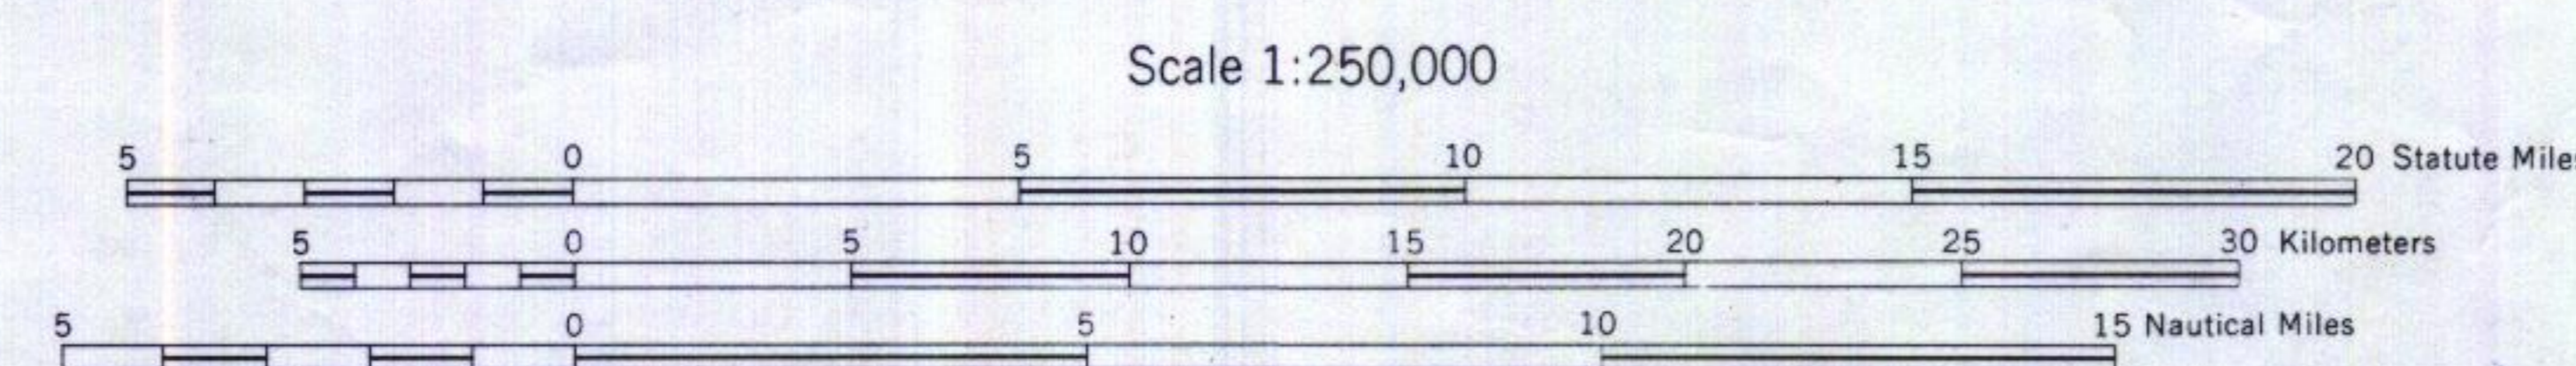 Scale 1:250,000
5 0 5 10 15 20 Statute Mile
5 0 5 10 15 20 25 30 Kilometers
5 0 5 10 15 Nautical Miles